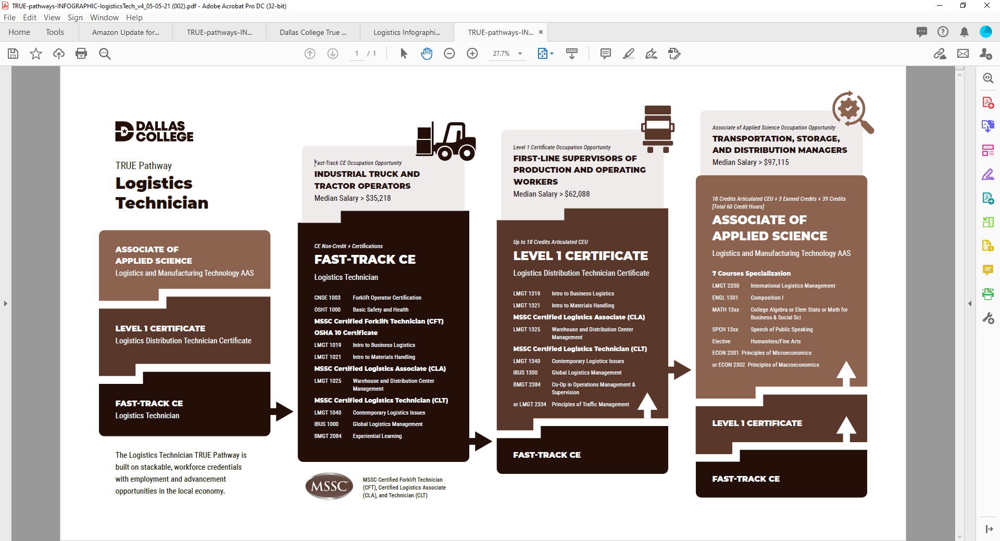 TRUE-pathways-INFOGRAPHIC-logisticsTech_v4_05-05-21 (002).pdf - Adobe Acrobat Pro DC (32-bit)
File Edit View Sign Window Help
Home Tools Amazon Update for... TRUE-pathways-IN... Dallas College True ... Logistics Infographi... TRUE-pathways-IN... ×
1 / 1 27.7%
DALLAS
COLLEGE
TRUE Pathway
Logistics
Technician
ASSOCIATE OF
APPLIED SCIENCE
Logistics and Manufacturing Technology AAS
LEVEL 1 CERTIFICATE
Logistics Distribution Technician Certificate
FAST-TRACK CE
Logistics Technician
The Logistics Technician TRUE Pathway is
built on stackable, workforce credentials
with employment and advancement
opportunities in the local economy.
Fast-Track CE Occupation Opportunity
INDUSTRIAL TRUCK AND
TRACTOR OPERATORS
Median Salary > $35,218
CE Non-Credit + Certifications
FAST-TRACK CE
Logistics Technician
CNSE 1003 Forklift Operator Certification
OSHT 1000 Basic Safety and Health
MSSC Certified Forklift Technician (CFT)
OSHA 10 Certificate
LMGT 1019 Intro to Business Logistics
LMGT 1021 Intro to Materials Handling
MSSC Certified Logistics Associate (CLA)
LMGT 1025 Warehouse and Distribution Center
Management
MSSC Certified Logistics Technician (CLT)
LMGT 1040 Contemporary Logistics Issues
IBUS 1000 Global Logistics Management
BMGT 2084 Experiential Learning
MSSC
MSSC Certified Forklift Technician
(CFT), Certified Logistics Associate
(CLA), and Technician (CLT)
Level 1 Certificate Occupation Opportunity
FIRST-LINE SUPERVISORS OF
PRODUCTION AND OPERATING
WORKERS
Median Salary > $62,088
Up to 18 Credits Articulated CEU
LEVEL 1 CERTIFICATE
Logistics Distribution Technician Certificate
LMGT 1319 Intro to Business Logistics
LMGT 1321 Intro to Materials Handling
MSSC Certified Logistics Associate (CLA)
LMGT 1325 Warehouse and Distribution Center
Management
MSSC Certified Logistics Technician (CLT)
LMGT 1340 Contemporary Logistics Issues
IBUS 1300 Global Logistics Management
BMGT 2384 Co-Op in Operations Management &
Supervision
or LMGT 2334 Principles of Traffic Management
FAST-TRACK CE
Associate of Applied Science Occupation Opportunity
TRANSPORTATION, STORAGE,
AND DISTRIBUTION MANAGERS
Median Salary > $97,115
18 Credits Articulated CEU + 3 Earned Credits + 39 Credits
[Total 60 Credit Hours]
ASSOCIATE OF
APPLIED SCIENCE
Logistics and Manufacturing Technology AAS
7 Courses Specialization
LMGT 2330 International Logistics Management
ENGL 1301 Composition I
MATH 13xx College Algebra or Elem Stats or Math for
Business & Social Sci
SPCH 13xx Speech of Public Speaking
Elective Humanities/Fine Arts
ECON 2301 Principles of Microeconomics
or ECON 2302 Principles of Macroeconomics
LEVEL 1 CERTIFICATE
FAST-TRACK CE